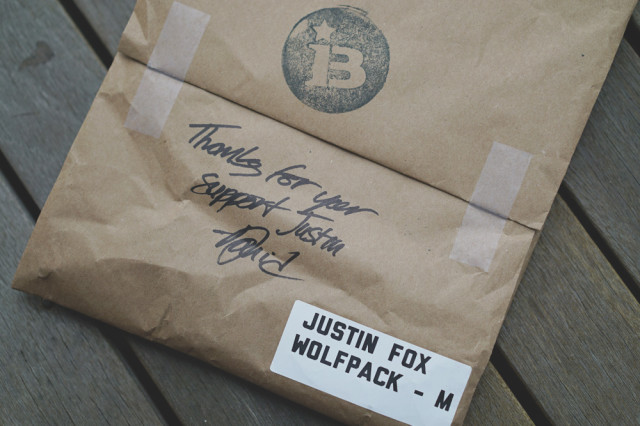 B
Thanks for your
support Justin
JUSTIN FOX
WOLFPACK - M